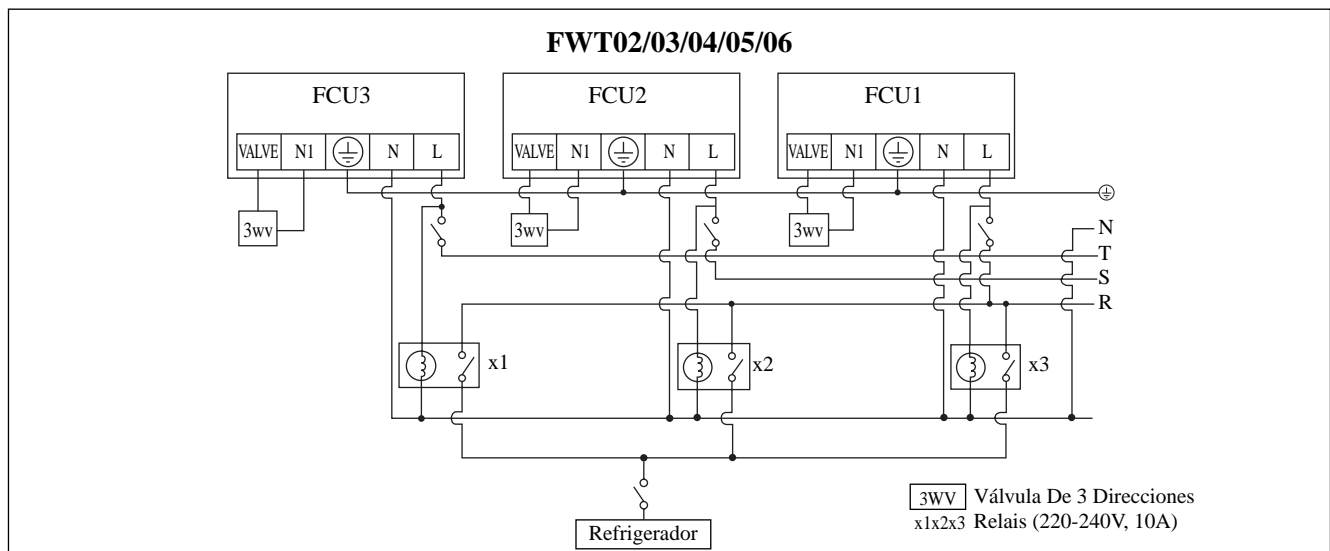 FWT02/03/04/05/06
FCU3 FCU2 FCU1
VALVE N1 N L VALVE N1 N L VALVE N1 N L
3wv 3wv 3wv
N
T
S
R
x1 x2 x3
3WV Válvula De 3 Direcciones
x1x2x3 Relais (220-240V, 10A)
Refrigerador